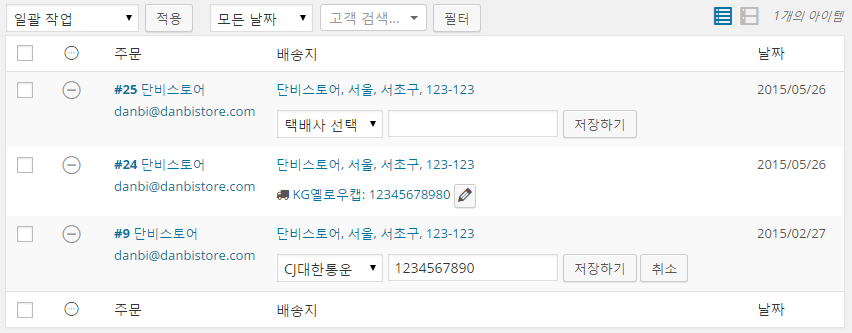 일괄 작업 적용 모든 날짜 고객 검색... 필터 1개의 아이템
주문 배송지 날짜
#25 단비스토어 단비스토어, 서울, 서초구, 123-123 2015/05/26
danbi@danbistore.com
택배사 선택 저장하기
#24 단비스토어 단비스토어, 서울, 서초구, 123-123 2015/05/26
danbi@danbistore.com KG옐로우캡: 12345678980
#9 단비스토어 단비스토어, 서울, 서초구, 123-123 2015/02/27
danbi@danbistore.com
CJ대한통운 1234567890 저장하기 취소
주문 배송지 날짜